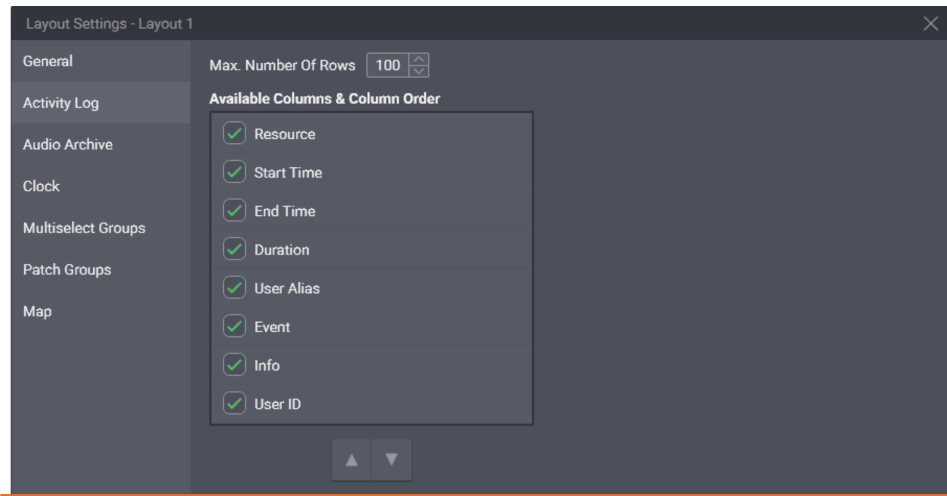 Layout Settings - Layout 1
General
Activity Log
Audio Archive
Clock
Multiselect Groups
Patch Groups
Map
Max. Number Of Rows 100
Available Columns & Column Order
Resource
Start Time
End Time
Duration
User Alias
Event
Info
User ID